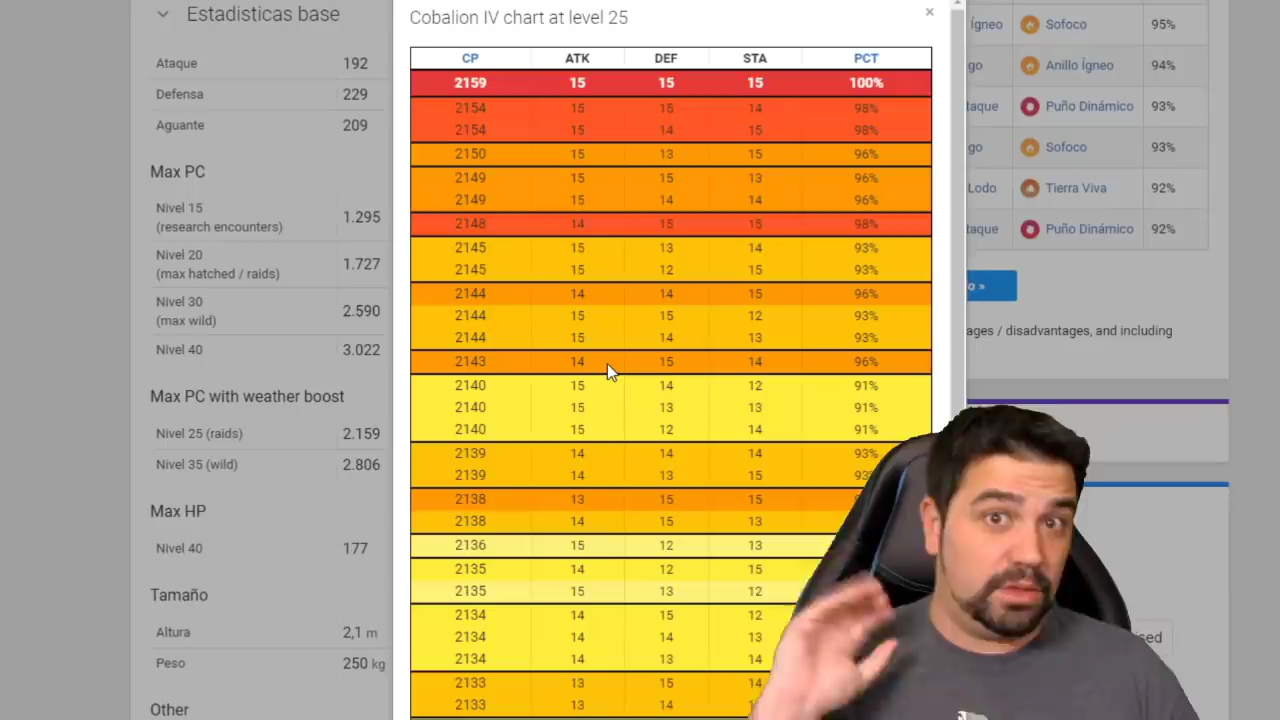 Estadisticas base
Ataque 192
Defensa 229
Aguante 209
Max PC
Nivel 15
(research encounters) 1.295
Nivel 20
(max hatched / raids) 1.727
Nivel 30
(max wild) 2.590
Nivel 40 3.022
Max PC with weather boost
Nivel 25 (raids) 2.159
Nivel 35 (wild) 2.806
Max HP
Nivel 40 177
Tamaño
Altura 2,1 m
Peso 250 kg
Other
Cobalion IV chart at level 25 ×
CP ATK DEF STA PCT
2159 15 15 15 100%
2154 15 15 14 98%
2154 15 14 15 98%
2150 15 13 15 96%
2149 15 15 13 96%
2149 15 14 14 96%
2148 14 15 15 98%
2145 15 13 14 93%
2145 15 12 15 93%
2144 14 14 15 96%
2144 15 15 12 93%
2144 15 14 13 93%
2143 14 15 14 96%
2140 15 14 12 91%
2140 15 13 13 91%
2140 15 12 14 91%
2139 14 14 14 93%
2139 14 13 15 93
2138 13 15 15
2138 14 15 13
2136 15 12 13
2135 14 12 15
2135 15 13 12
2134 14 15 12
2134 14 14 13
2134 14 13 14
2133 13 15 14
2133 13 14
Ígneo Sofoco 95%
go Anillo Ígneo 94%
taque Puño Dinámico 93%
go Sofoco 93%
Lodo Tierra Viva 92%
taque Puño Dinámico 92%
o »
ages / disadvantages, and including
sed